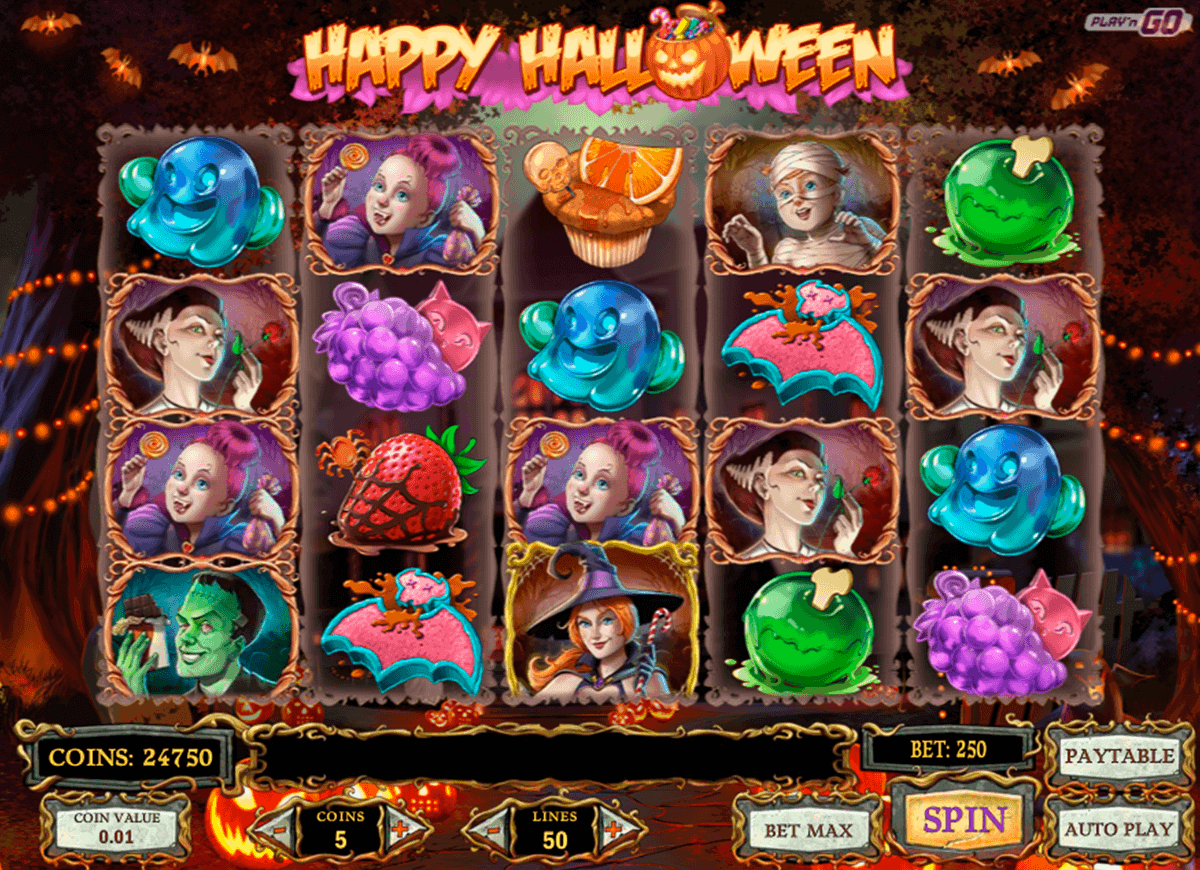 HAPPY HALLOWEEN
PLAY'n GO
COINS: 24750
BET: 250
PAYTABLE
COIN VALUE
0.01
COINS
- 5 +
LINES
- 50 +
BET MAX
SPIN
AUTO PLAY